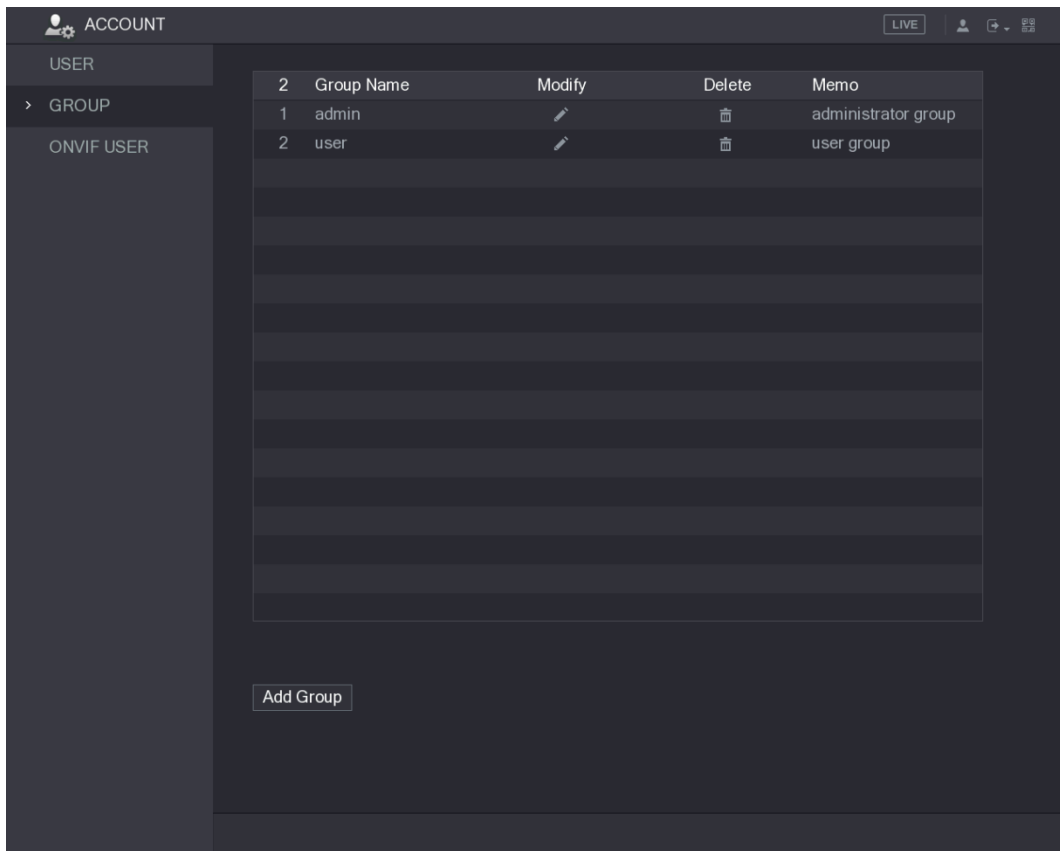 ACCOUNT LIVE
USER
GROUP
ONVIF USER
2 Group Name Modify Delete Memo
1 admin administrator group
2 user user group
Add Group